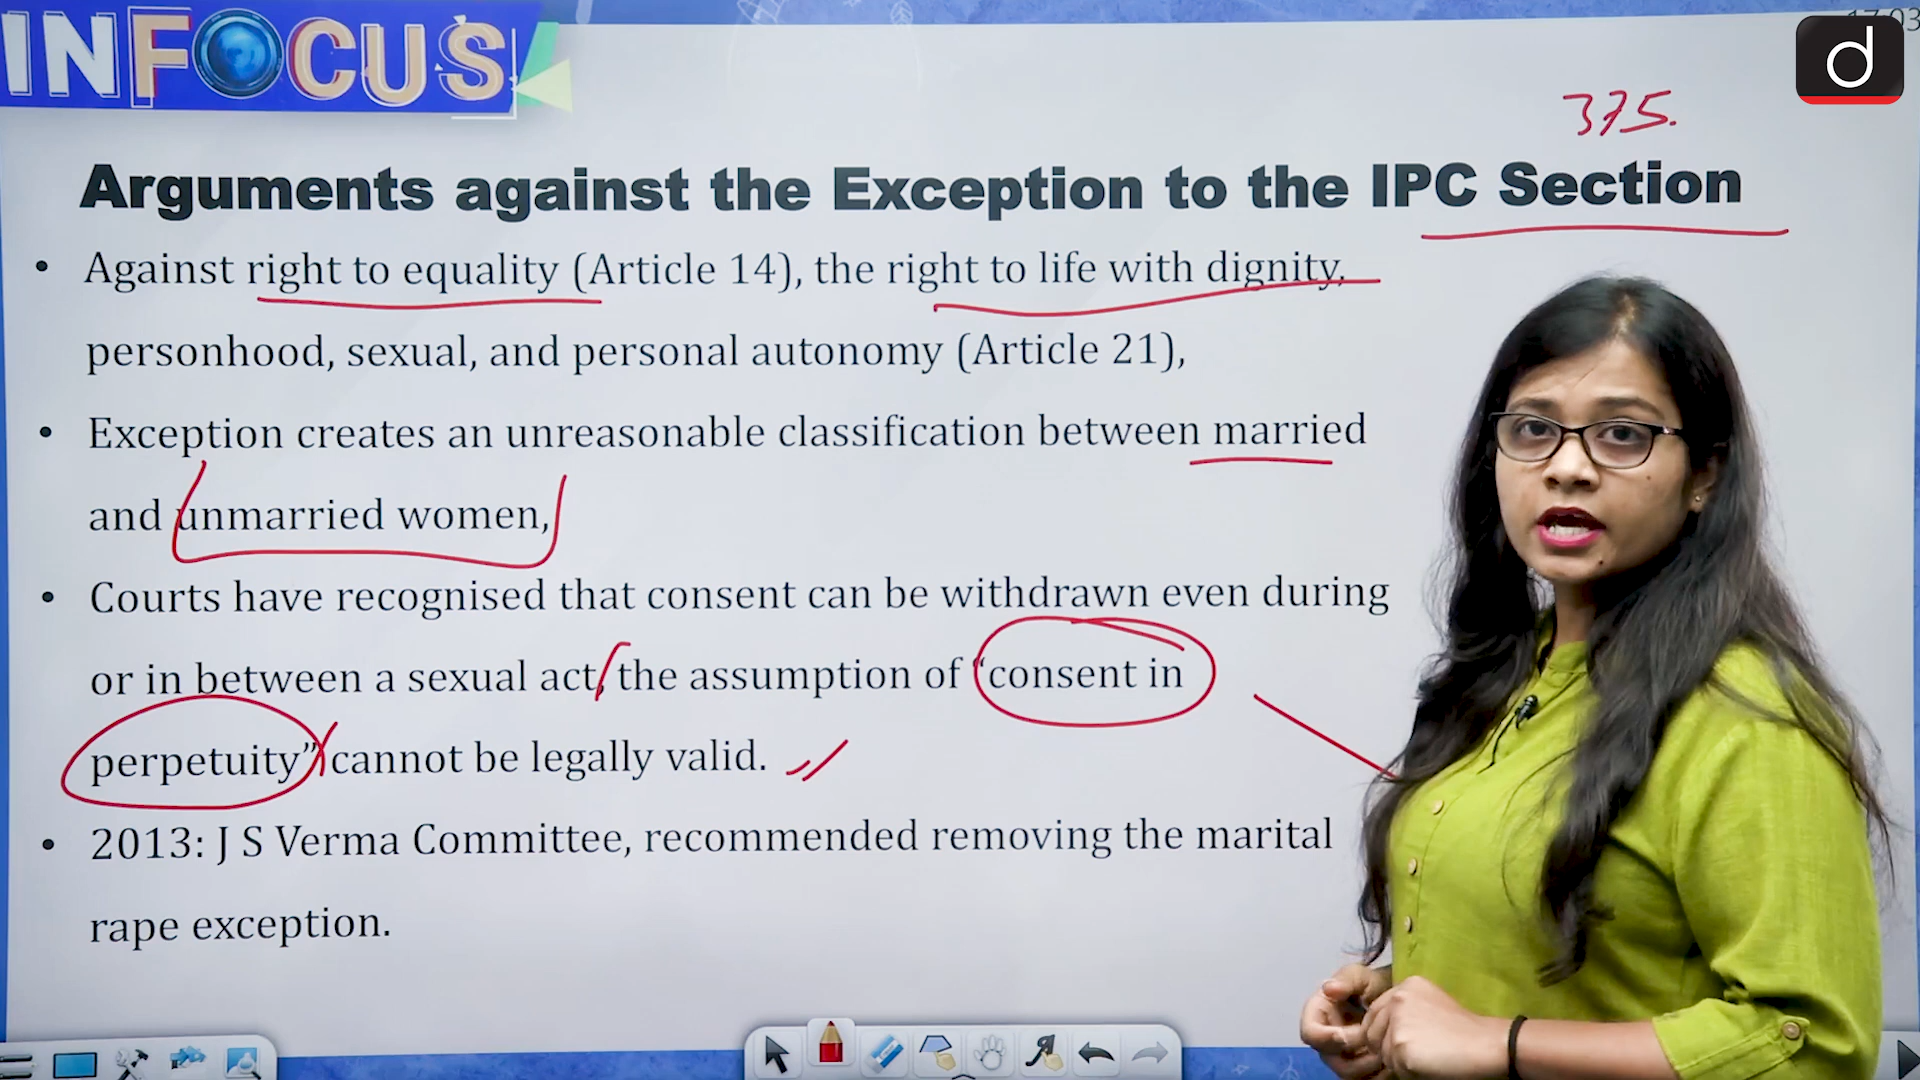 INFOCUS
17:03
d
375.
Arguments against the Exception to the IPC Section
• Against right to equality (Article 14), the right to life with dignity,
personhood, sexual, and personal autonomy (Article 21),
• Exception creates an unreasonable classification between married
and unmarried women,
• Courts have recognised that consent can be withdrawn even during
or in between a sexual act, the assumption of “consent in
perpetuity” cannot be legally valid.
• 2013: J S Verma Committee, recommended removing the marital
rape exception.